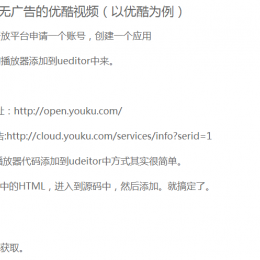 无广告的优酷视频（以优酷为例）
放平台申请一个账号，创建一个应用
播放器添加到ueditor中来。
：http://open.youku.com/
:http://cloud.youku.com/services/info?serid=1
放器代码添加到udeitor中方式其实很简单。
中的HTML，进入到源码中，然后添加。就搞定了。
获取。